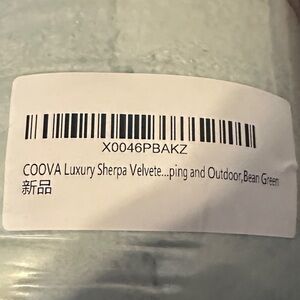 X0046PBAKZ
COOVA Luxury Sherpa Velvete...ping and Outdoor,Bean Green
新品